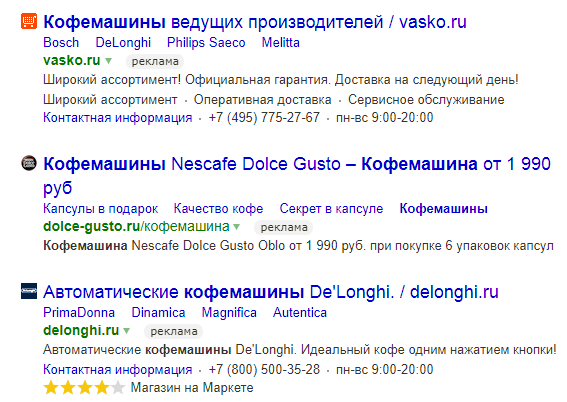 Кофемашины ведущих производителей / vasko.ru
Bosch DeLonghi Philips Saeco Melitta
vasko.ru реклама
Широкий ассортимент! Официальная гарантия. Доставка на следующий день!
Широкий ассортимент · Оперативная доставка · Сервисное обслуживание
Контактная информация · +7 (495) 775-27-67 · пн-вс 9:00-20:00
Кофемашины Nescafe Dolce Gusto – Кофемашина от 1 990
руб
Капсулы в подарок Качество кофе Секрет в капсуле Кофемашины
dolce-gusto.ru/кофемашина реклама
Кофемашина Nescafe Dolce Gusto Oblo от 1 990 руб. при покупке 6 упаковок капсул
Автоматические кофемашины De'Longhi. / delonghi.ru
PrimaDonna Dinamica Magnifica Autentica
delonghi.ru реклама
Автоматические кофемашины De'Longhi. Идеальный кофе одним нажатием кнопки!
Контактная информация · +7 (800) 500-35-28 · пн-вс 9:00-20:00
Магазин на Маркете